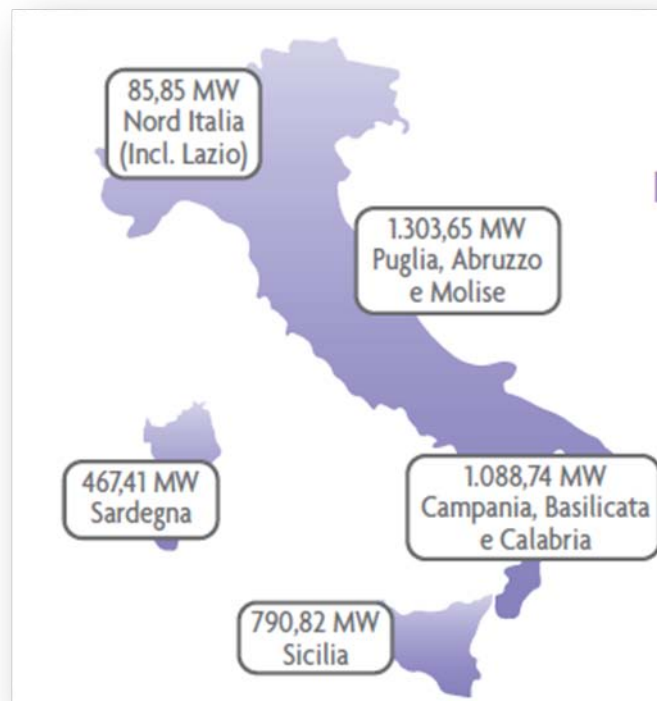 85,85 MW
Nord Italia
(Incl. Lazio)
1.303,65 MW
Puglia, Abruzzo
e Molise
467,41 MW
Sardegna
1.088,74 MW
Campania, Basilicata
e Calabria
790,82 MW
Sicilia